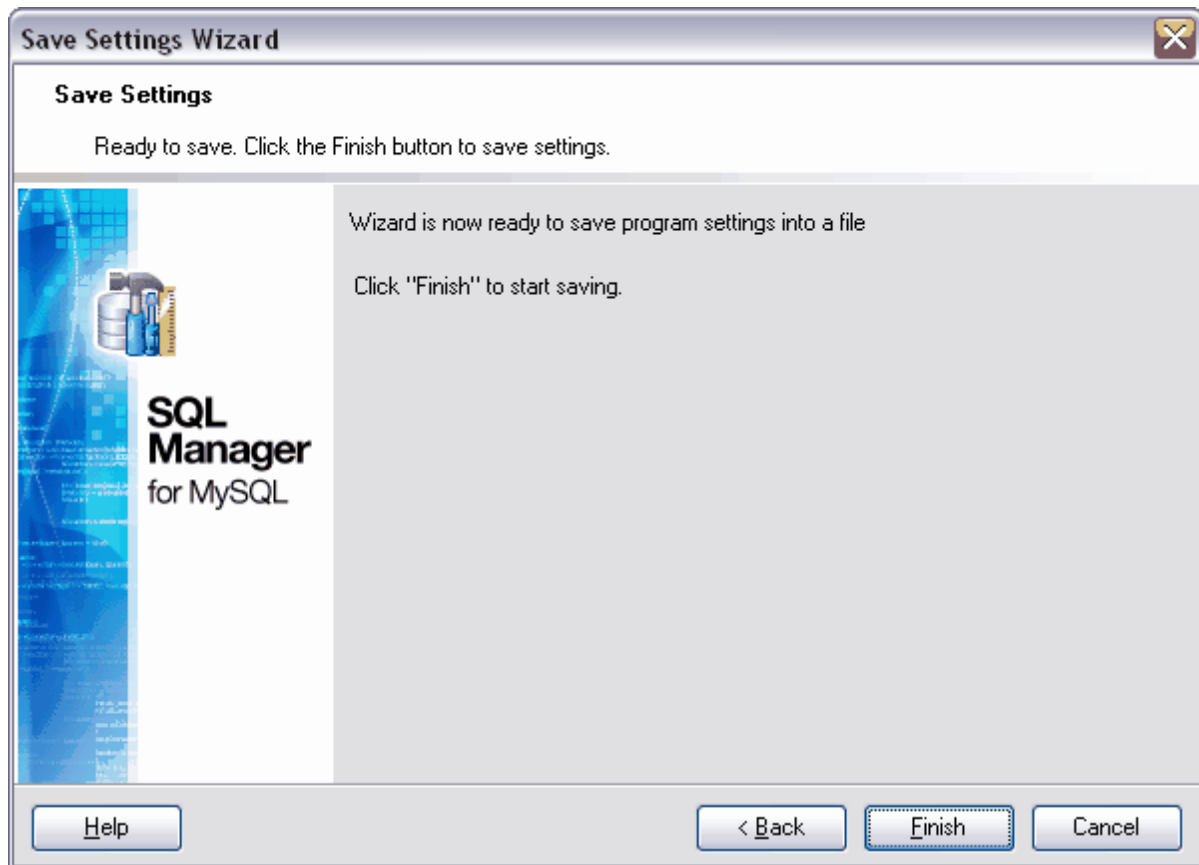 Save Settings Wizard
Save Settings
Ready to save. Click the Finish button to save settings.
Wizard is now ready to save program settings into a file
Click "Finish" to start saving.
SQL
Manager
for MySQL
Help
< Back
Finish
Cancel